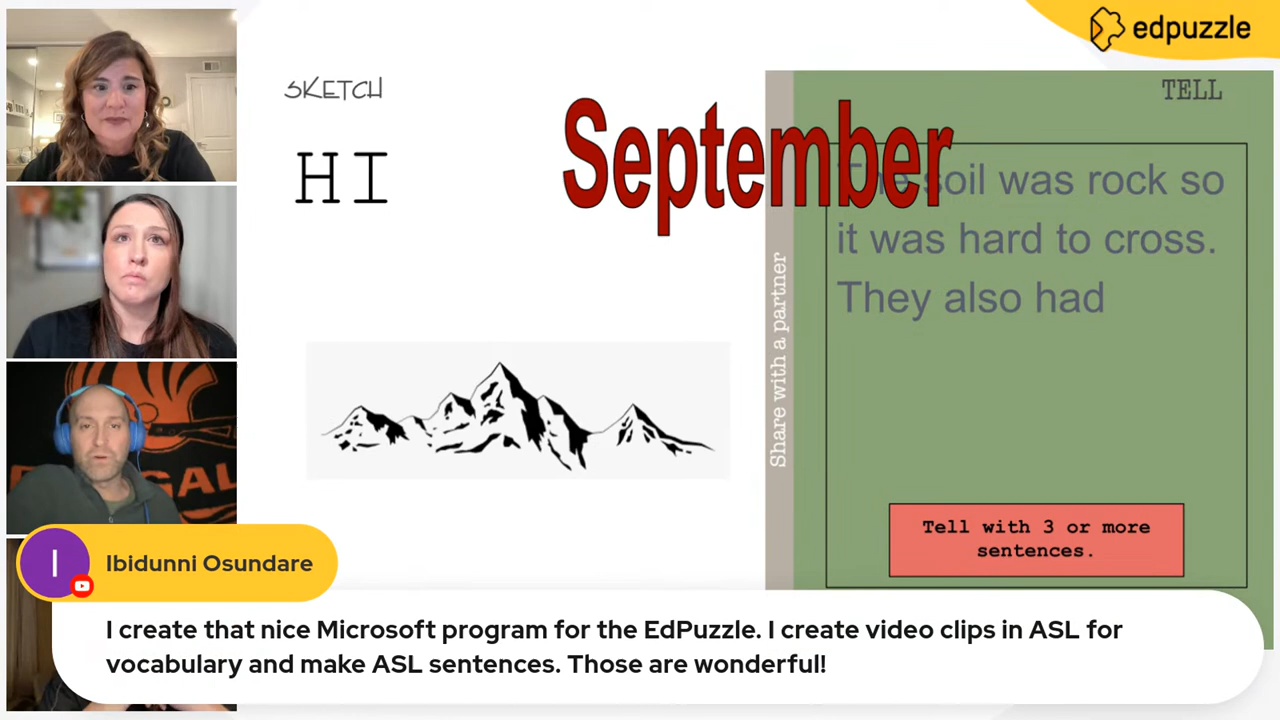 edpuzzle
SKETCH
HI
September
TELL
The soil was rock so
it was hard to cross.
They also had
Share with a partner
Tell with 3 or more
sentences.
I
Ibidunni Osundare
I create that nice Microsoft program for the EdPuzzle. I create video clips in ASL for
vocabulary and make ASL sentences. Those are wonderful!